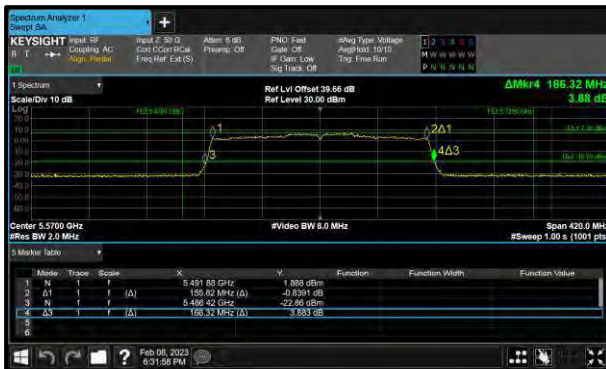 Spectrum Analyzer 1
Swept SA
KEYSIGHT
R T
Input: RF
Coupling: AC
Align: Partial
Input Z: 50 Ω
Corr CCorr RCal
Freq Ref: Ext (S)
Atten: 6 dB
Preamp: Off
PNO: Fast
Gate: Off
IF Gain: Low
Sig Track: Off
#Avg Type: Voltage
Avg|Hold: 10/10
Trig: Free Run
1 2 3 4 5 6
M W W W W W
P N N N N N
1 Spectrum
Scale/Div 10 dB
Ref Lvl Offset 39.66 dB
Ref Level 30.00 dBm
ΔMkr4 166.32 MHz
3.88 dB
Log
1
2Δ1
3
4Δ3
Center 5.5700 GHz
#Res BW 2.0 MHz
#Video BW 8.0 MHz
Span 420.0 MHz
#Sweep 1.00 s (1001 pts)
5 Marker Table
Mode Trace Scale X Y Function Function Width Function Value
1 N 1 f 5.491 88 GHz 1.888 dBm
2 Δ1 1 f (Δ) 155.82 MHz (Δ) -0.8391 dB
3 N 1 f 5.486 42 GHz -22.86 dBm
4 Δ3 1 f (Δ) 166.32 MHz (Δ) 3.883 dB
5
6
?
Feb 08, 2023
6:31:58 PM